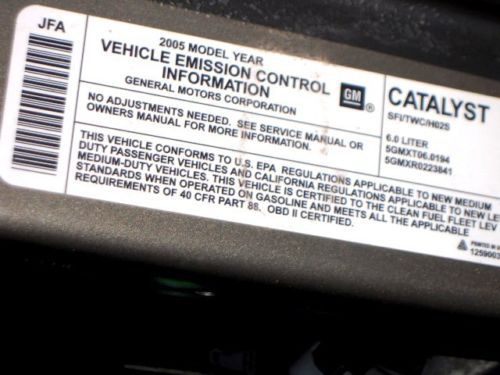 JFA
2005 MODEL YEAR
VEHICLE EMISSION CONTROL
INFORMATION
GENERAL MOTORS CORPORATION
GM ®
CATALYST
SFI/TWC/HO2S
NO ADJUSTMENTS NEEDED. SEE SERVICE MANUAL OR
OWNERS MANUAL FOR MORE INFORMATION.
6.0 LITER
5GMXT06.0194
5GMXR0223841
THIS VEHICLE CONFORMS TO U.S. EPA REGULATIONS APPLICABLE TO NEW MEDIUM
DUTY PASSENGER VEHICLES AND CALIFORNIA REGULATIONS APPLICABLE TO NEW LE
MEDIUM-DUTY VEHICLES. THIS VEHICLE IS CERTIFIED TO THE CLEAN FUEL FLEET LEV
STANDARDS WHEN OPERATED ON GASOLINE AND MEETS ALL THE APPLICABLE
REQUIREMENTS OF 40 CFR PART 88. OBD II CERTIFIED.
PRINTED IN
1259003